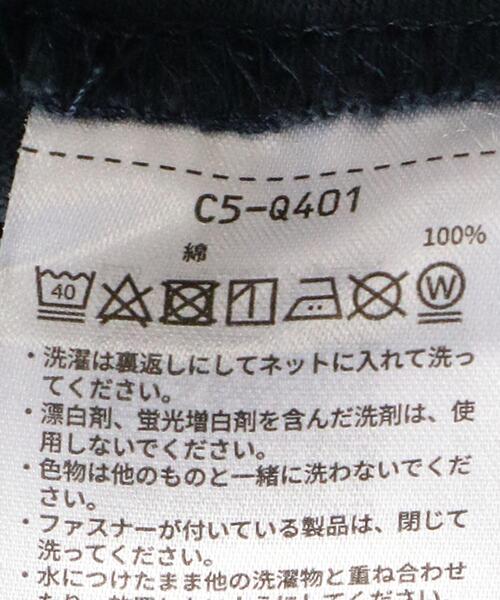 C5-Q401
綿 100%
40 W
・洗濯は裏返しにしてネットに入れて洗っ
てください。
・漂白剤、蛍光増白剤を含んだ洗剤は、使
用しないでください。
・色物は他のものと一緒に洗わないでくだ
さい。
・ファスナーが付いている製品は、閉じて
洗ってください。
・水につけたまま他の洗濯物と重ね合わせ